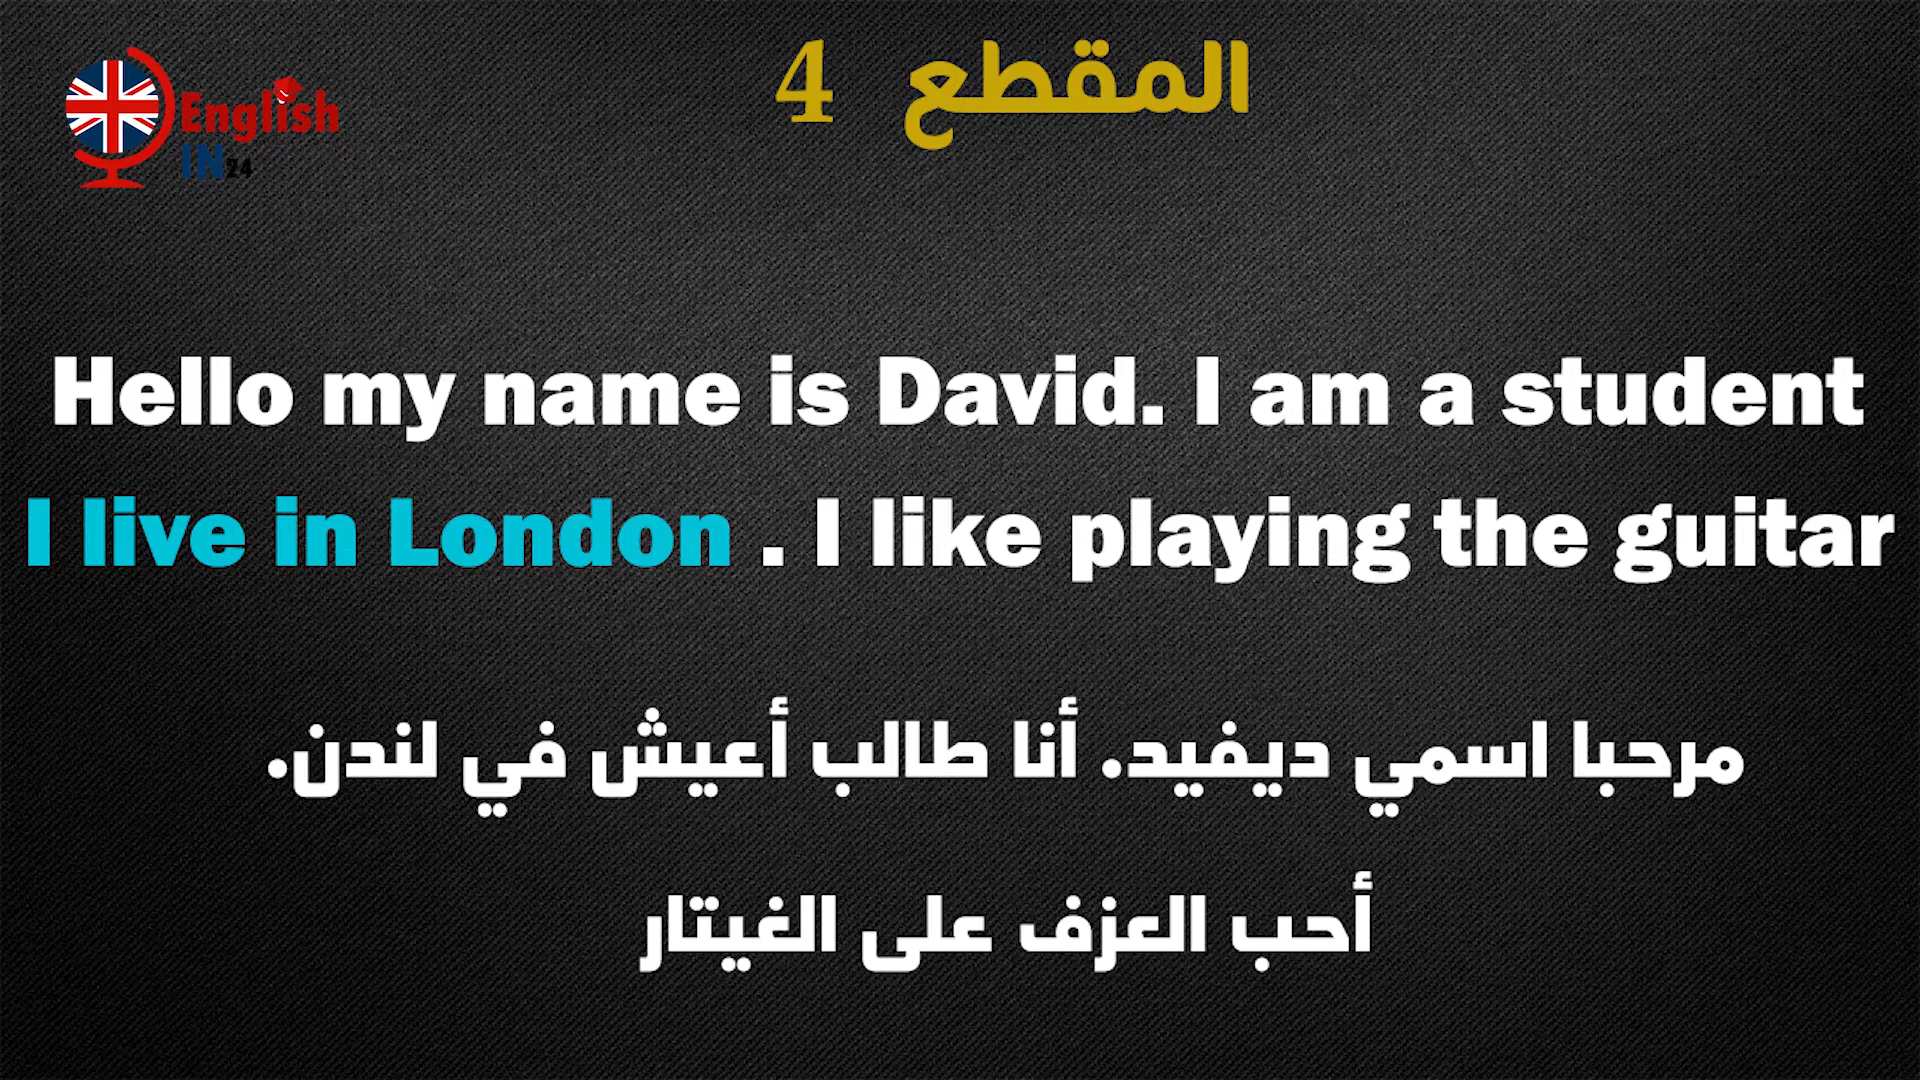 المقطع 4
English
IN24
Hello my name is David. I am a student
I live in London . I like playing the guitar
مرحبا اسمي ديفيد. أنا طالب أعيش في لندن.
أحب العزف على الغيتار